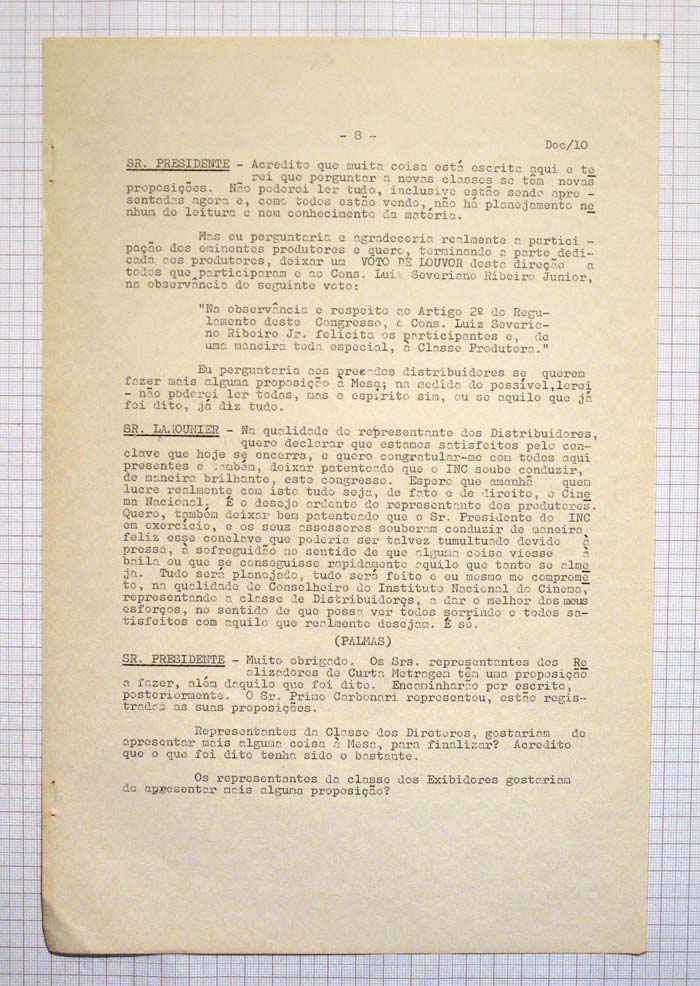 - 8 -
Doc/10
SR. PRESIDENTE - Acredito que muita coisa está escrita aqui e te
rei que perguntar a novas classes se têm novas
proposições. Não poderei ler tudo, inclusive estão sendo apre -
sentadas agora e, como todos estão vendo, não há planejamento ne
nhum de leitura e nem conhecimento da matéria.
Mas eu perguntaria e agradeceria realmente a partici -
pação dos eminentes produtores e quero, terminando a parte dedi-
cada aos produtores, deixar um VOTO DE LOUVOR desta direção a
todos que participaram e ao Cons. Luiz Severiano Ribeiro Junior,
na observância do seguinte voto:
"Na observância e respeito ao Artigo 2º do Regu-
lamento deste Congresso, o Cons. Luiz Severia-
no Ribeiro Jr. felicita os participantes e, de
uma maneira toda especial, à Classe Produtora."
Eu perguntaria aos prezados distribuidores se querem
fazer mais alguma proposição à Mesa; na medida do possível,lerei
- não poderei ler todas, mas o espírito sim, ou se aquilo que já
foi dito, já diz tudo.
SR. LAMOUNIER - Na qualidade de representante dos Distribuidores,
quero declarar que estamos satisfeitos pelo con-
clave que hoje se encerra, e quero congratular-me com todos aqui
presentes e também, deixar patenteado que o INC soube conduzir,
de maneira brilhante, este congresso. Espero que amanhã quem
lucre realmente com isto tudo seja, de fato e de direito, o Cine
ma Nacional. É o desejo ardente do representante dos produtores.
Quero, também deixar bem patenteado que o Sr. Presidente do INC
em exercício, e os seus assessores souberam conduzir de maneira
feliz esse conclave que poderia ser talvez tumultuado devido à
pressa, à sofreguidão no sentido de que alguma coisa viesse à
baila ou que se conseguisse rapidamente aquilo que tanto se alme
ja. Tudo será planejado, tudo será feito e eu mesmo me comprome
to, na qualidade de Conselheiro do Instituto Nacional do Cinema,
representando a classe de Distribuidores, a dar o melhor dos meus
esforços, no sentido de que possa ver todos sorrindo e todos sa-
tisfeitos com aquilo que realmente desejam. É só.
(PALMAS)
SR. PRESIDENTE - Muito obrigado. Os Srs. representantes dos Re
alizadores de Curta Metragem têm uma proposição
a fazer, além daquilo que foi dito. Encaminharão por escrito,
posteriormente. O Sr. Primo Carbonari representou, estão regis-
tradas as suas proposições.
Representantes da Classe dos Diretores, gostariam de
apresentar mais alguma coisa à Mesa, para finalizar? Acredito
que o que foi dito tenha sido o bastante.
Os representantes da classe dos Exibidores gostariam
de apresentar mais alguma proposição?